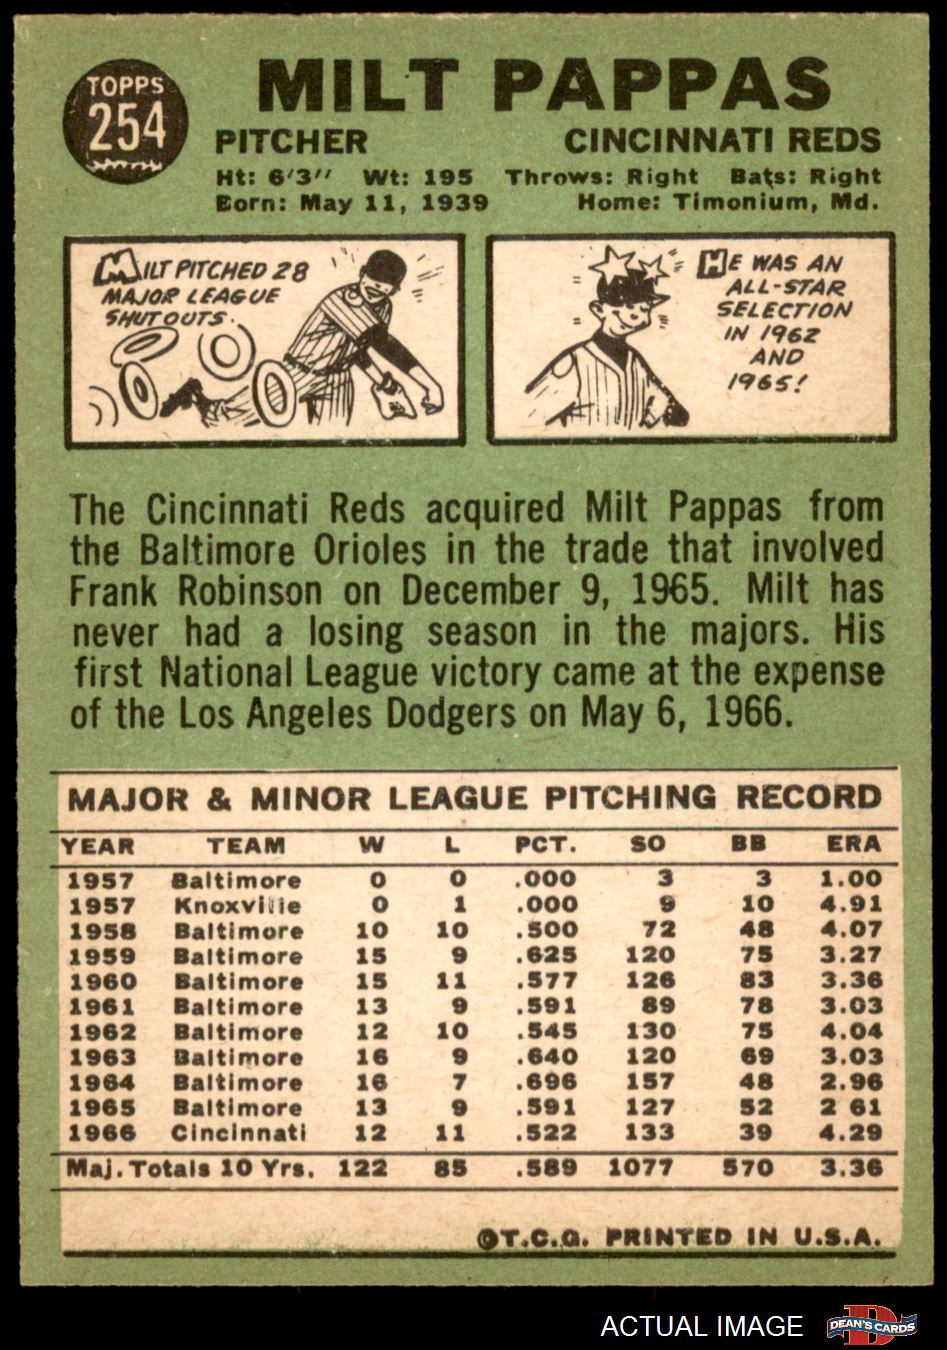 TOPPS
254
MILT PAPPAS
PITCHER CINCINNATI REDS
Ht: 6'3" Wt: 195 Throws: Right Bats: Right
Born: May 11, 1939 Home: Timonium, Md.
MILT PITCHED 28
MAJOR LEAGUE
SHUTOUTS.
HE WAS AN
ALL-STAR
SELECTION
IN 1962
AND
1965!
The Cincinnati Reds acquired Milt Pappas from
the Baltimore Orioles in the trade that involved
Frank Robinson on December 9, 1965. Milt has
never had a losing season in the majors. His
first National League victory came at the expense
of the Los Angeles Dodgers on May 6, 1966.
MAJOR & MINOR LEAGUE PITCHING RECORD
YEAR TEAM W L PCT. SO BB ERA
1957 Baltimore 0 0 .000 3 3 1.00
1957 Knoxville 0 1 .000 9 10 4.91
1958 Baltimore 10 10 .500 72 48 4.07
1959 Baltimore 15 9 .625 120 75 3.27
1960 Baltimore 15 11 .577 126 83 3.36
1961 Baltimore 13 9 .591 89 78 3.03
1962 Baltimore 12 10 .545 130 75 4.04
1963 Baltimore 16 9 .640 120 69 3.03
1964 Baltimore 16 7 .696 157 48 2.96
1965 Baltimore 13 9 .591 127 52 2 61
1966 Cincinnati 12 11 .522 133 39 4.29
Maj. Totals 10 Yrs. 122 85 .589 1077 570 3.36
©T.C.G. PRINTED IN U.S.A.
ACTUAL IMAGE DEAN'S CARDS